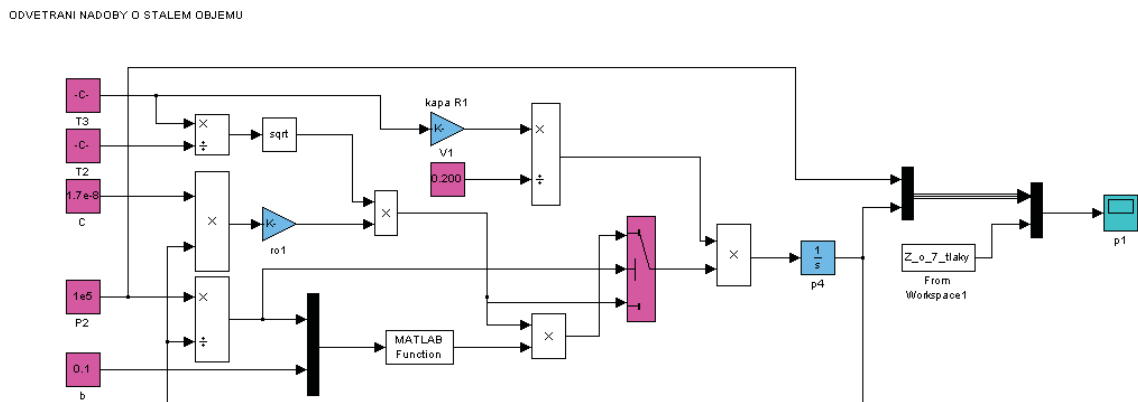 ODVETRANI NADOBY O STALEM OBJEMU
-C-
T3
-C-
T2
1.7e-8
C
1e5
P2
0.1
b
×
÷
sqrt
×
K-
ro1
×
÷
×
kapa R1
K-
V1
0.200
×
÷
MATLAB
Function
×
×
1
s
p4
Z_o_7_tlaky
From
Workspace1
p1